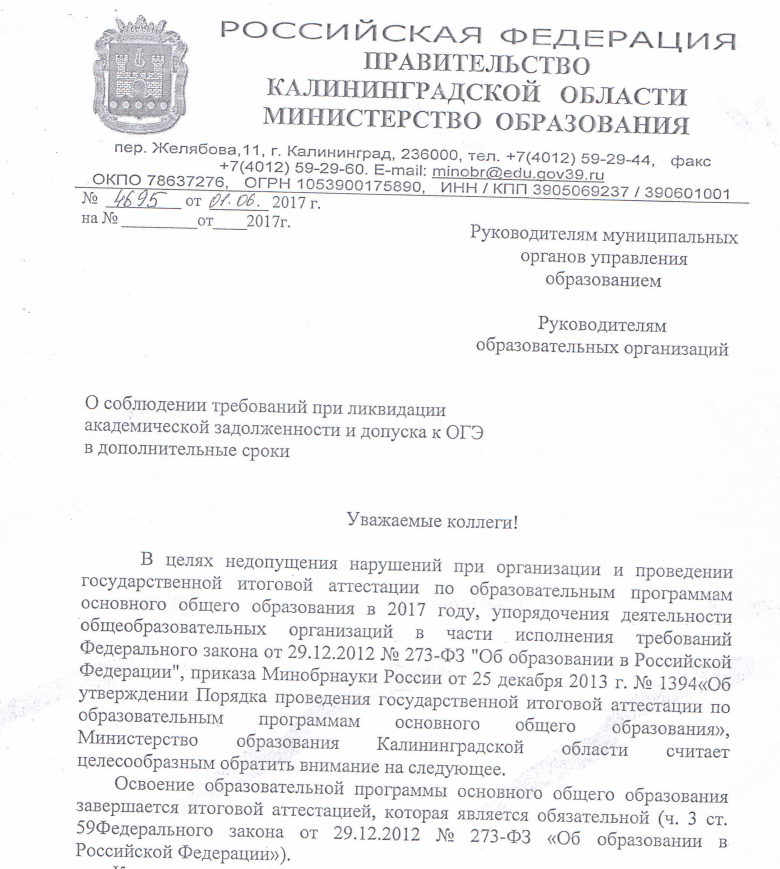 РОССИЙСКАЯ ФЕДЕРАЦИЯ
ПРАВИТЕЛЬСТВО
КАЛИНИНГРАДСКОЙ ОБЛАСТИ
МИНИСТЕРСТВО ОБРАЗОВАНИЯ
пер. Желябова,11, г. Калининград, 236000, тел. +7(4012) 59-29-44, факс
+7(4012) 59-29-60. E-mail: minobr@edu.gov39.ru
ОКПО 78637276, ОГРН 1053900175890, ИНН / КПП 3905069237 / 390601001
№ 4695 от 01.06. 2017 г.
на № __________от____2017г.
Руководителям муниципальных
органов управления
образованием
Руководителям
образовательных организаций
О соблюдении требований при ликвидации
академической задолженности и допуска к ОГЭ
в дополнительные сроки
Уважаемые коллеги!
В целях недопущения нарушений при организации и проведении
государственной итоговой аттестации по образовательным программам
основного общего образования в 2017 году, упорядочения деятельности
общеобразовательных организаций в части исполнения требований
Федерального закона от 29.12.2012 № 273-ФЗ "Об образовании в Российской
Федерации", приказа Минобрнауки России от 25 декабря 2013 г. № 1394«Об
утверждении Порядка проведения государственной итоговой аттестации по
образовательным программам основного общего образования»,
Министерство образования Калининградской области считает
целесообразным обратить внимание на следующее.
Освоение образовательной программы основного общего образования
завершается итоговой аттестацией, которая является обязательной (ч. 3 ст.
59Федерального закона от 29.12.2012 № 273-ФЗ «Об образовании в
Российской Федерации»).